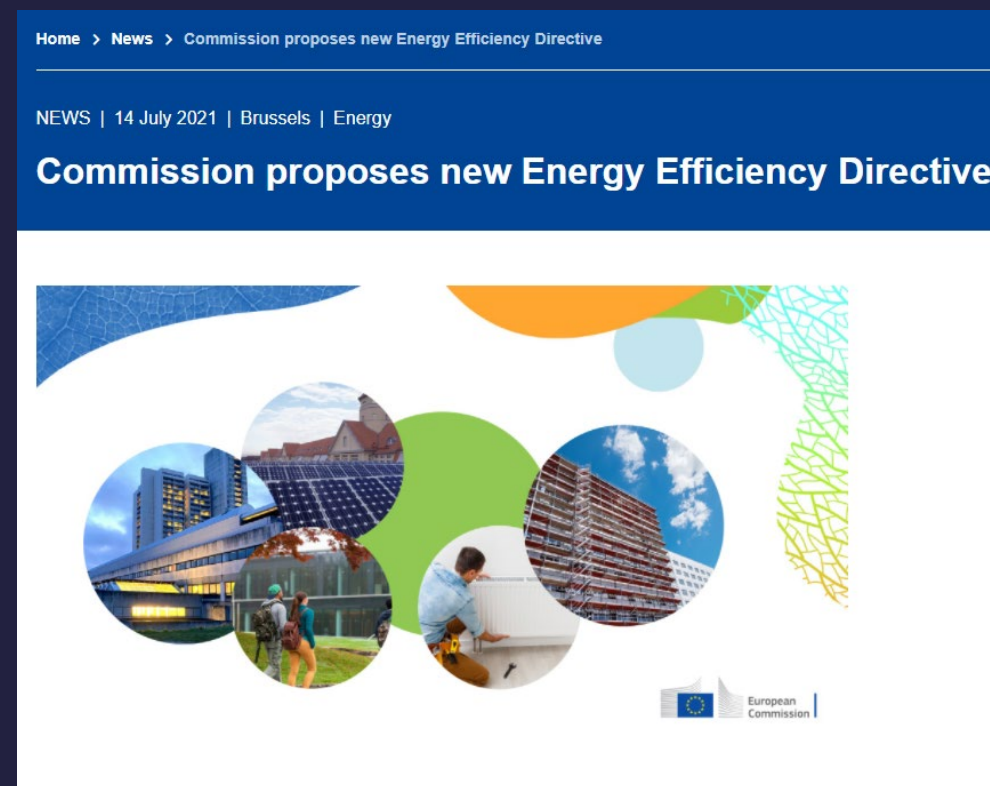 Home > News > Commission proposes new Energy Efficiency Directive
NEWS | 14 July 2021 | Brussels | Energy
Commission proposes new Energy Efficiency Directive
European
Commission